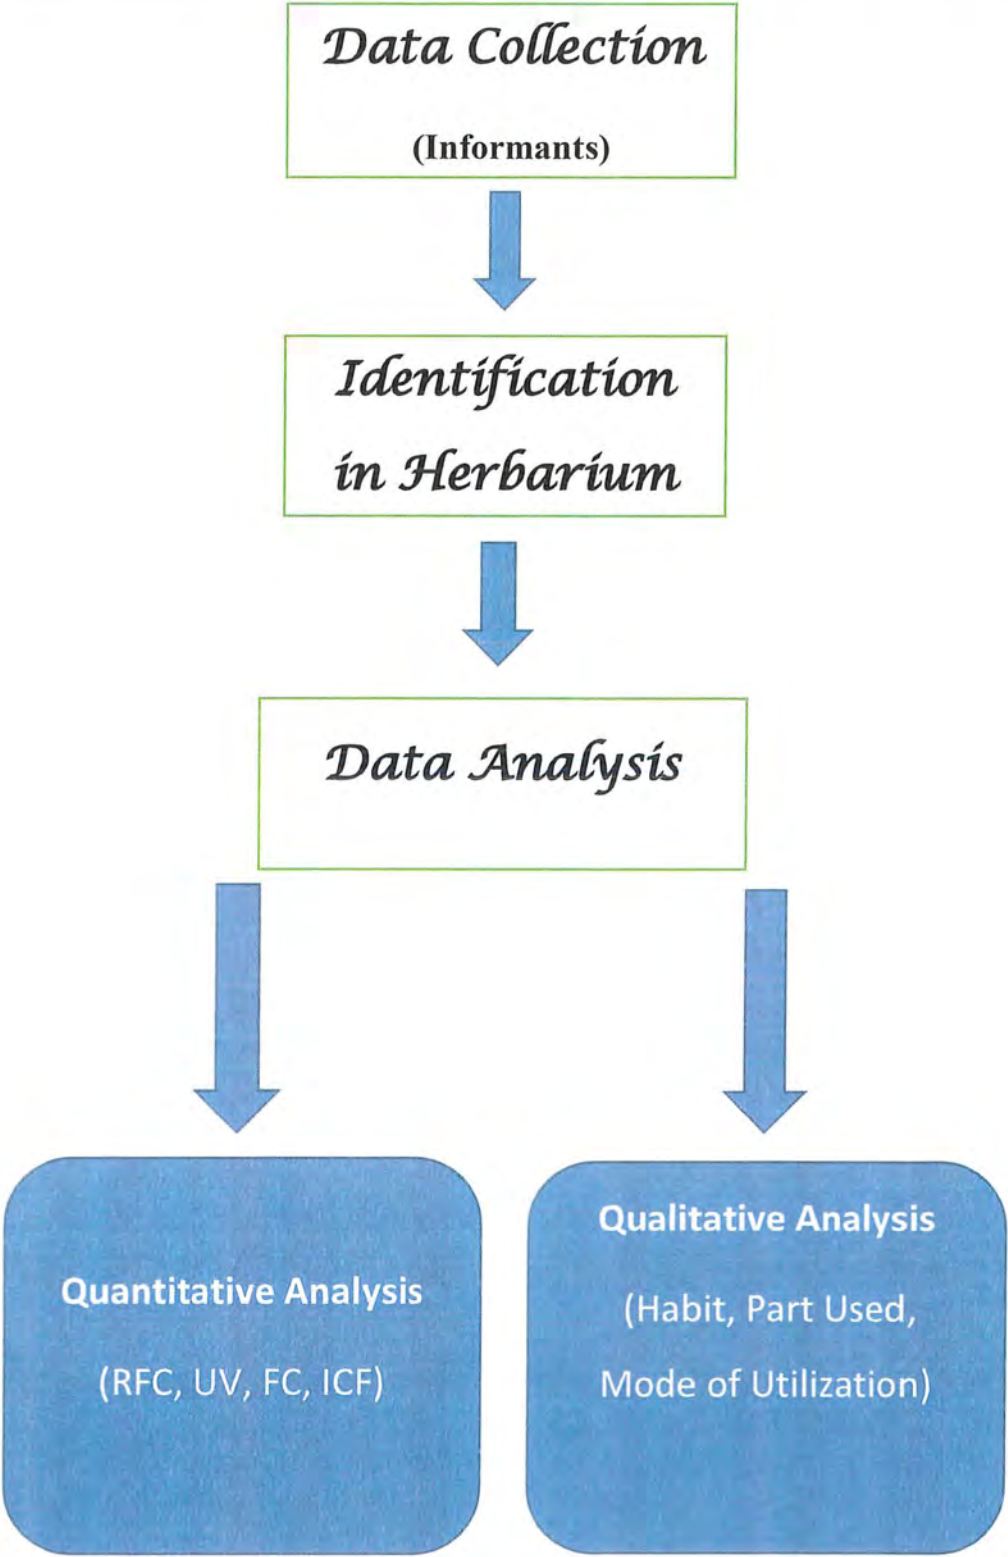 Data Collection
(Informants)
Identification
in Herbarium
Data Analysis
Quantitative Analysis
(RFC, UV, FC, ICF)
Qualitative Analysis
(Habit, Part Used,
Mode of Utilization)